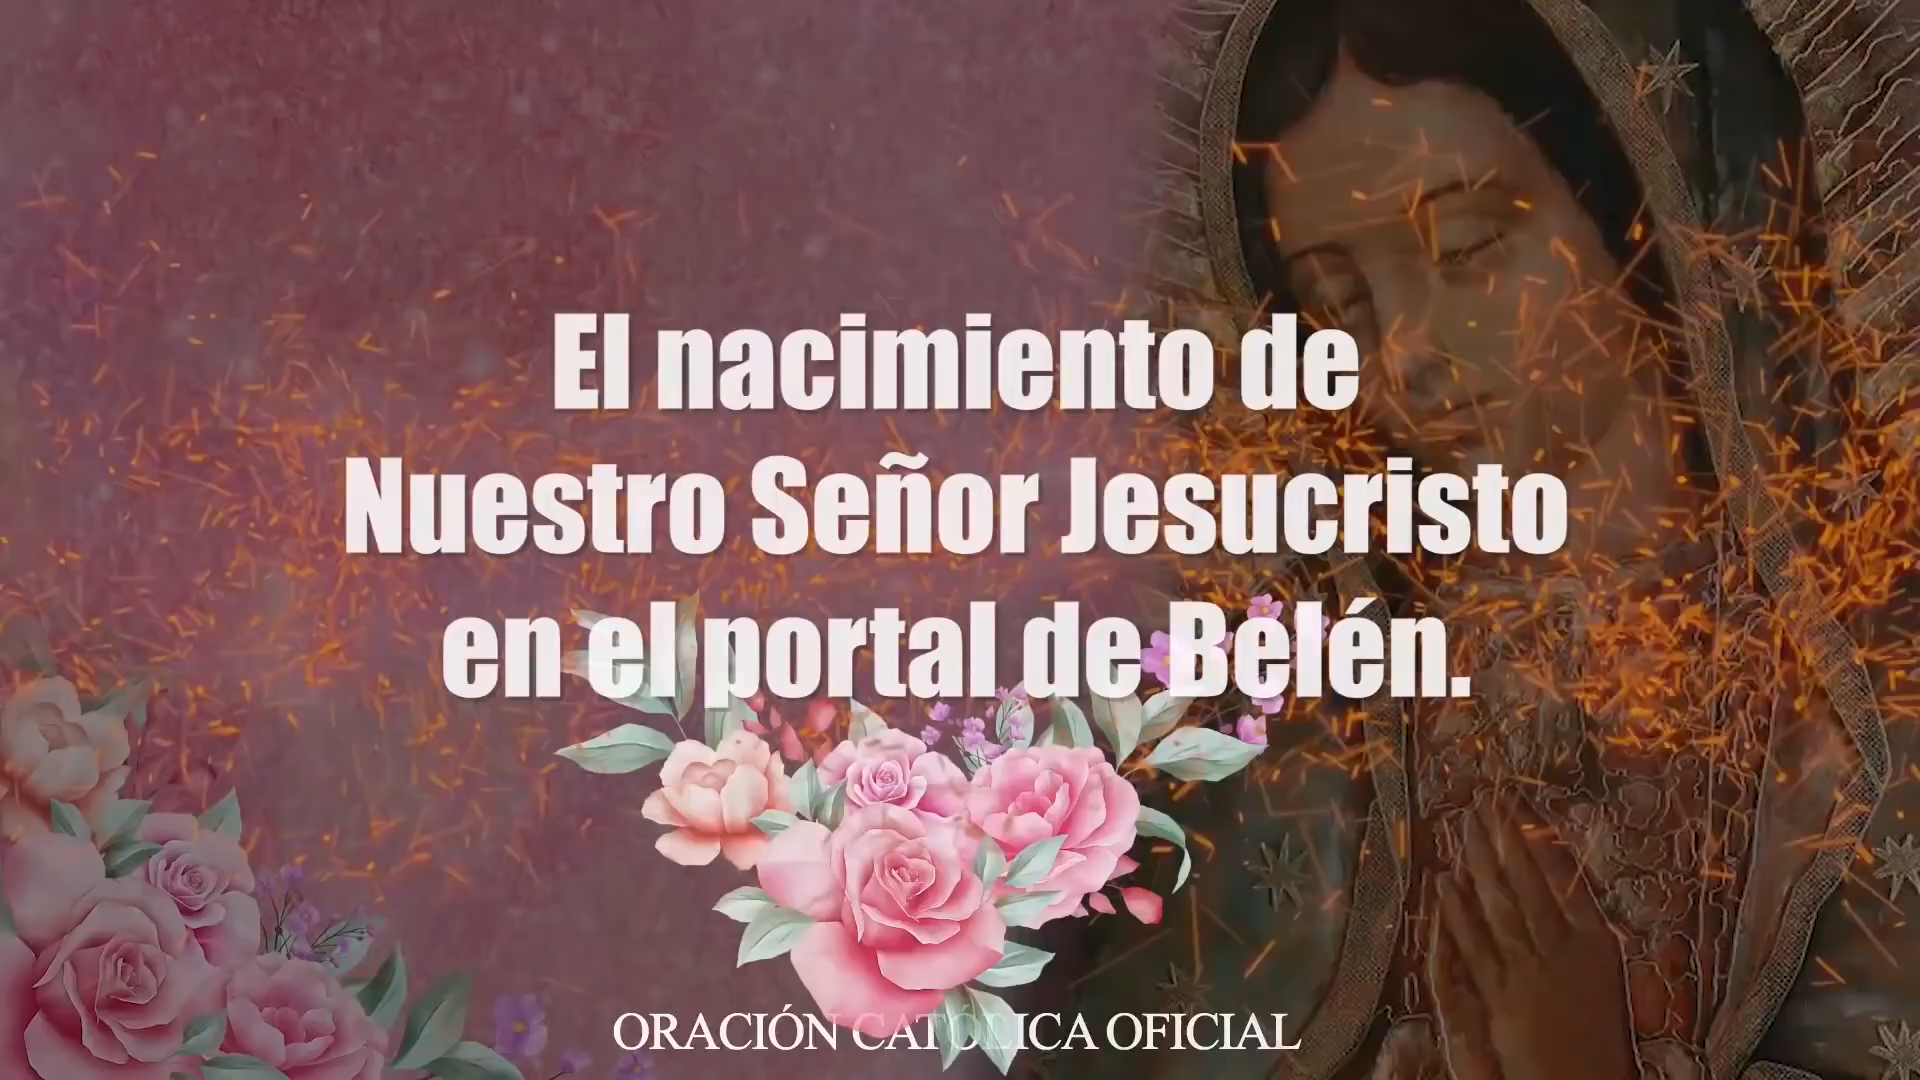 El nacimiento de
Nuestro Señor Jesucristo
en el portal de Belén.
ORACIÓN CATÓLICA OFICIAL